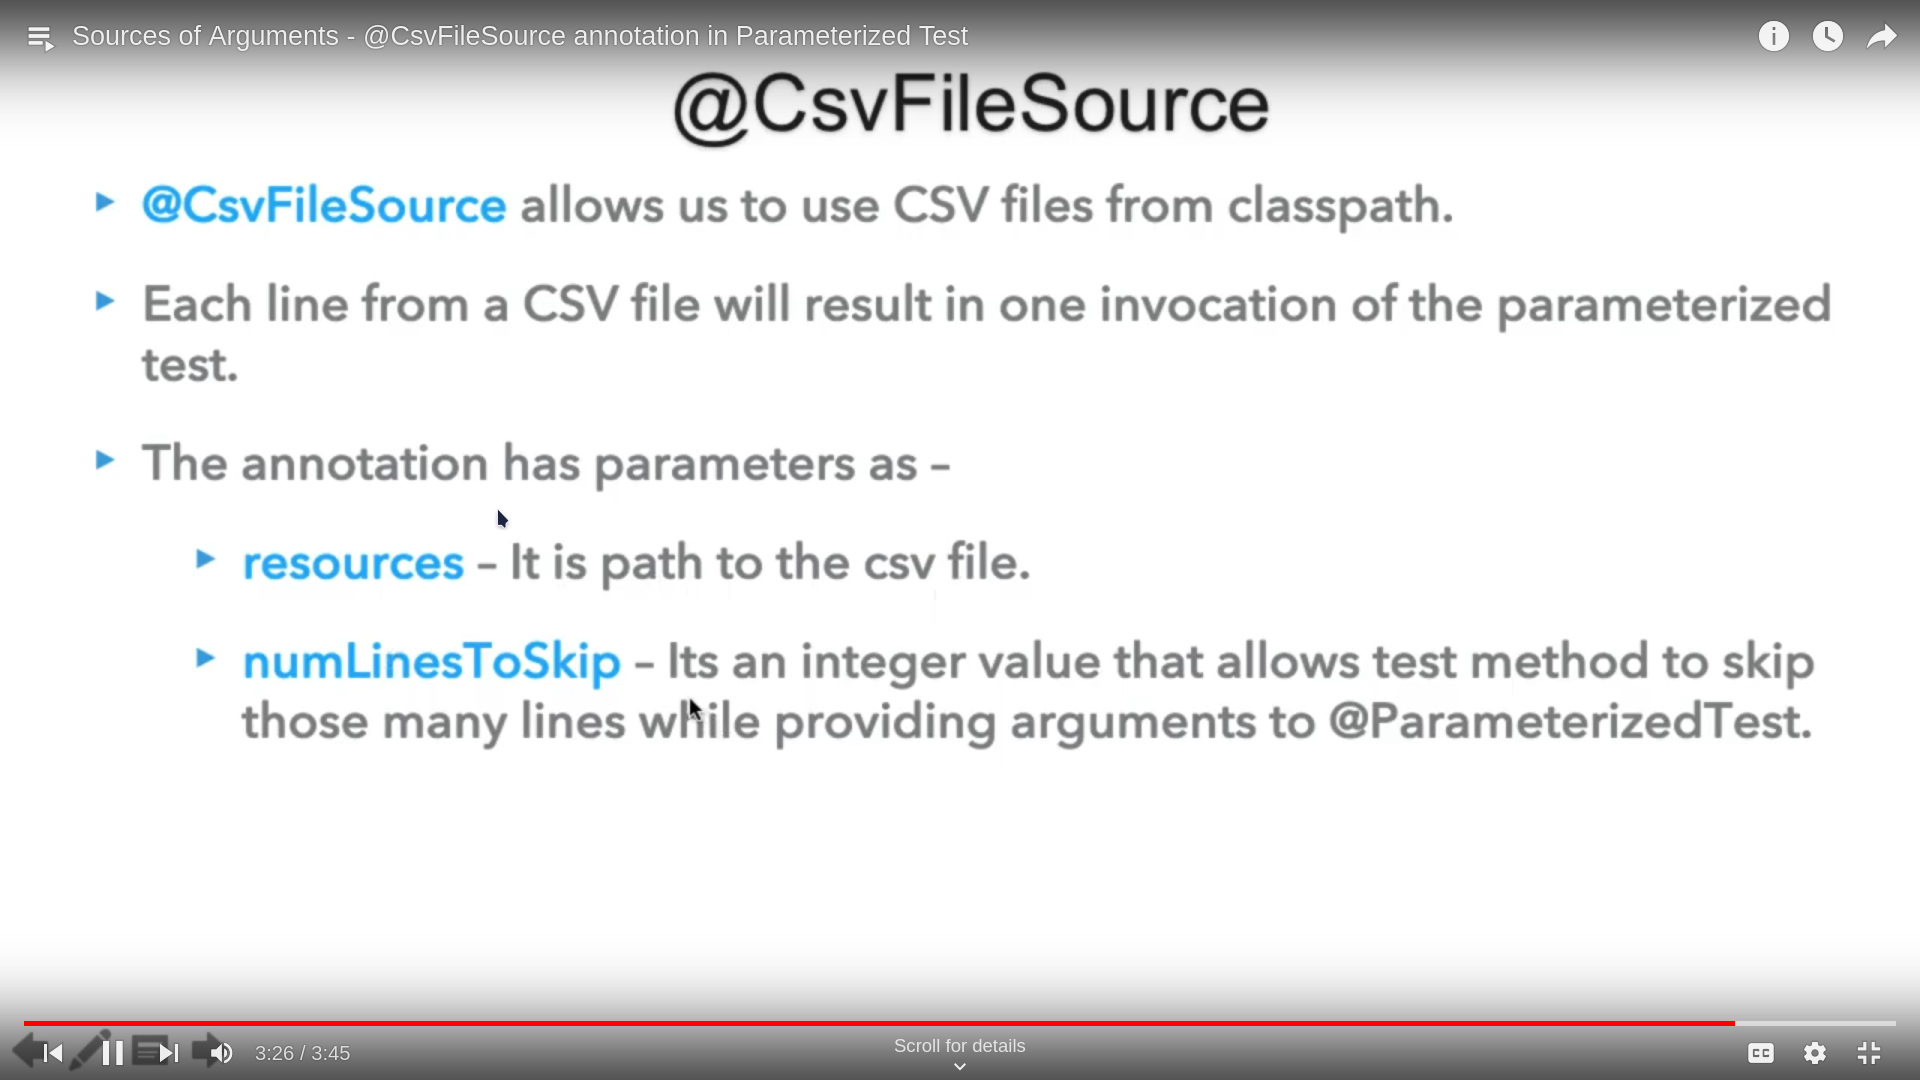 Sources of Arguments - @CsvFileSource annotation in Parameterized Test
@CsvFileSource
@CsvFileSource allows us to use CSV files from classpath.
Each line from a CSV file will result in one invocation of the parameterized
test.
The annotation has parameters as –
resources – It is path to the csv file.
numLinesToSkip – Its an integer value that allows test method to skip
those many lines while providing arguments to @ParameterizedTest.
3:26 / 3:45
Scroll for details
CC